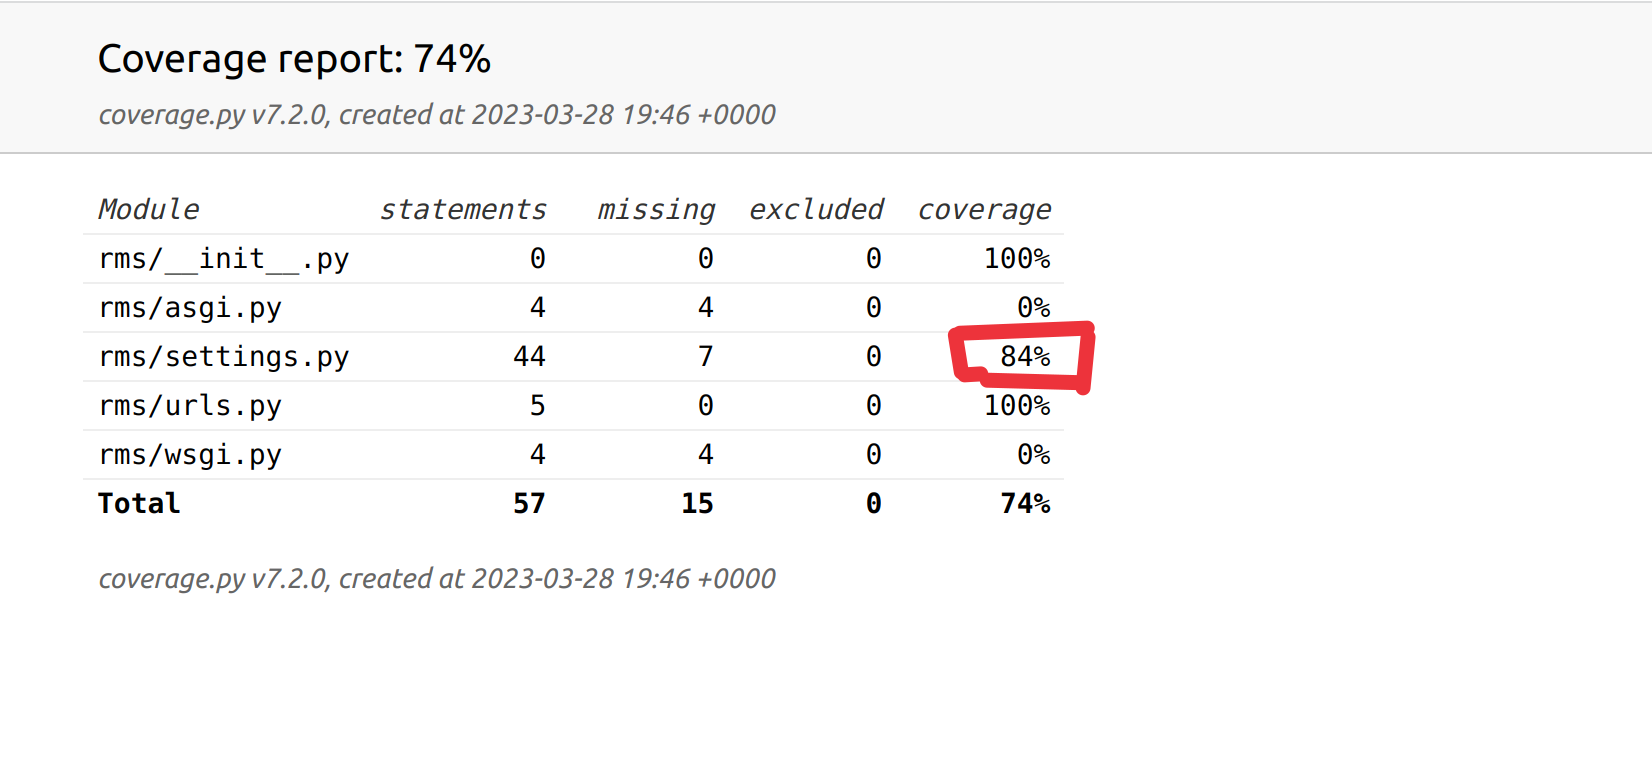 Coverage report: 74%
coverage.py v7.2.0, created at 2023-03-28 19:46 +0000
Module statements missing excluded coverage
rms/__init__.py 0 0 0 100%
rms/asgi.py 4 4 0 0%
rms/settings.py 44 7 0 84%
rms/urls.py 5 0 0 100%
rms/wsgi.py 4 4 0 0%
Total 57 15 0 74%
coverage.py v7.2.0, created at 2023-03-28 19:46 +0000